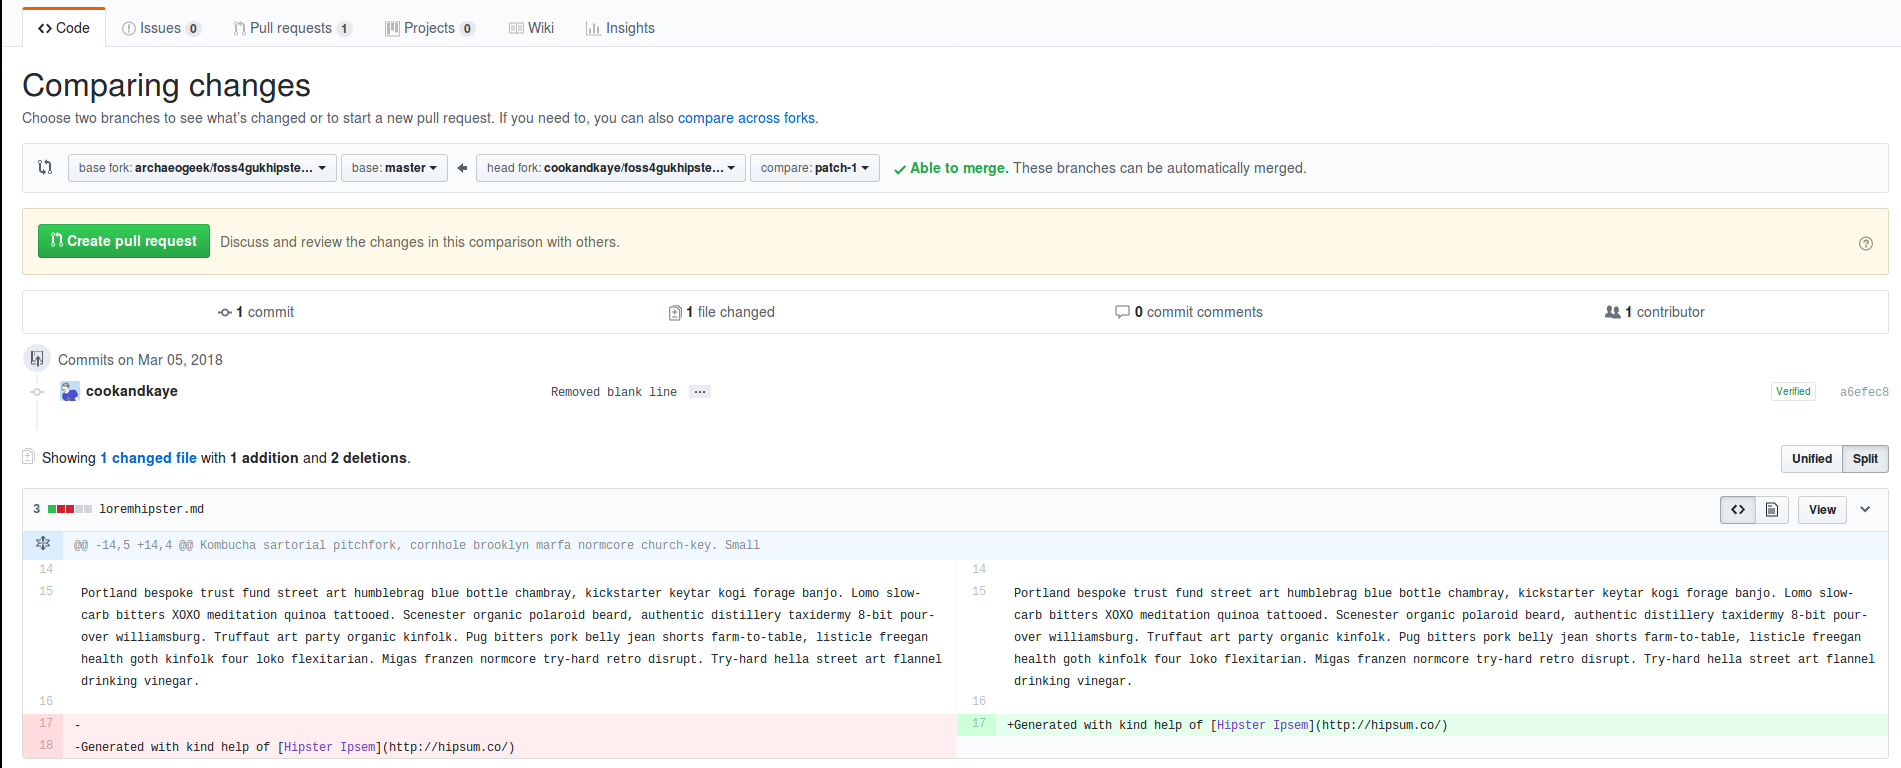 Code Issues 0 Pull requests 1 Projects 0 Wiki Insights
Comparing changes
Choose two branches to see what's changed or to start a new pull request. If you need to, you can also compare across forks.
base fork: archaeogeek/foss4gukhipste... base: master head fork: cookandkaye/foss4gukhipste... compare: patch-1 Able to merge. These branches can be automatically merged.
Create pull request Discuss and review the changes in this comparison with others.
1 commit 1 file changed 0 commit comments 1 contributor
Commits on Mar 05, 2018
cookandkaye Removed blank line ... Verified a6efec8
Showing 1 changed file with 1 addition and 2 deletions. Unified Split
3 loremhipster.md View
@@ -14,5 +14,4 @@ Kombucha sartorial pitchfork, cornhole brooklyn marfa normcore church-key. Small
14
15 Portland bespoke trust fund street art humblebrag blue bottle chambray, kickstarter keytar kogi forage banjo. Lomo slow-
carb bitters XOXO meditation quinoa tattooed. Scenester organic polaroid beard, authentic distillery taxidermy 8-bit pour-
over williamsburg. Truffaut art party organic kinfolk. Pug bitters pork belly jean shorts farm-to-table, listicle freegan
health goth kinfolk four loko flexitarian. Migas franzen normcore try-hard retro disrupt. Try-hard hella street art flannel
drinking vinegar.
16
17 -
18 -Generated with kind help of [Hipster Ipsem](http://hipsum.co/)
14
15 Portland bespoke trust fund street art humblebrag blue bottle chambray, kickstarter keytar kogi forage banjo. Lomo slow-
carb bitters XOXO meditation quinoa tattooed. Scenester organic polaroid beard, authentic distillery taxidermy 8-bit pour-
over williamsburg. Truffaut art party organic kinfolk. Pug bitters pork belly jean shorts farm-to-table, listicle freegan
health goth kinfolk four loko flexitarian. Migas franzen normcore try-hard retro disrupt. Try-hard hella street art flannel
drinking vinegar.
16
17 +Generated with kind help of [Hipster Ipsem](http://hipsum.co/)